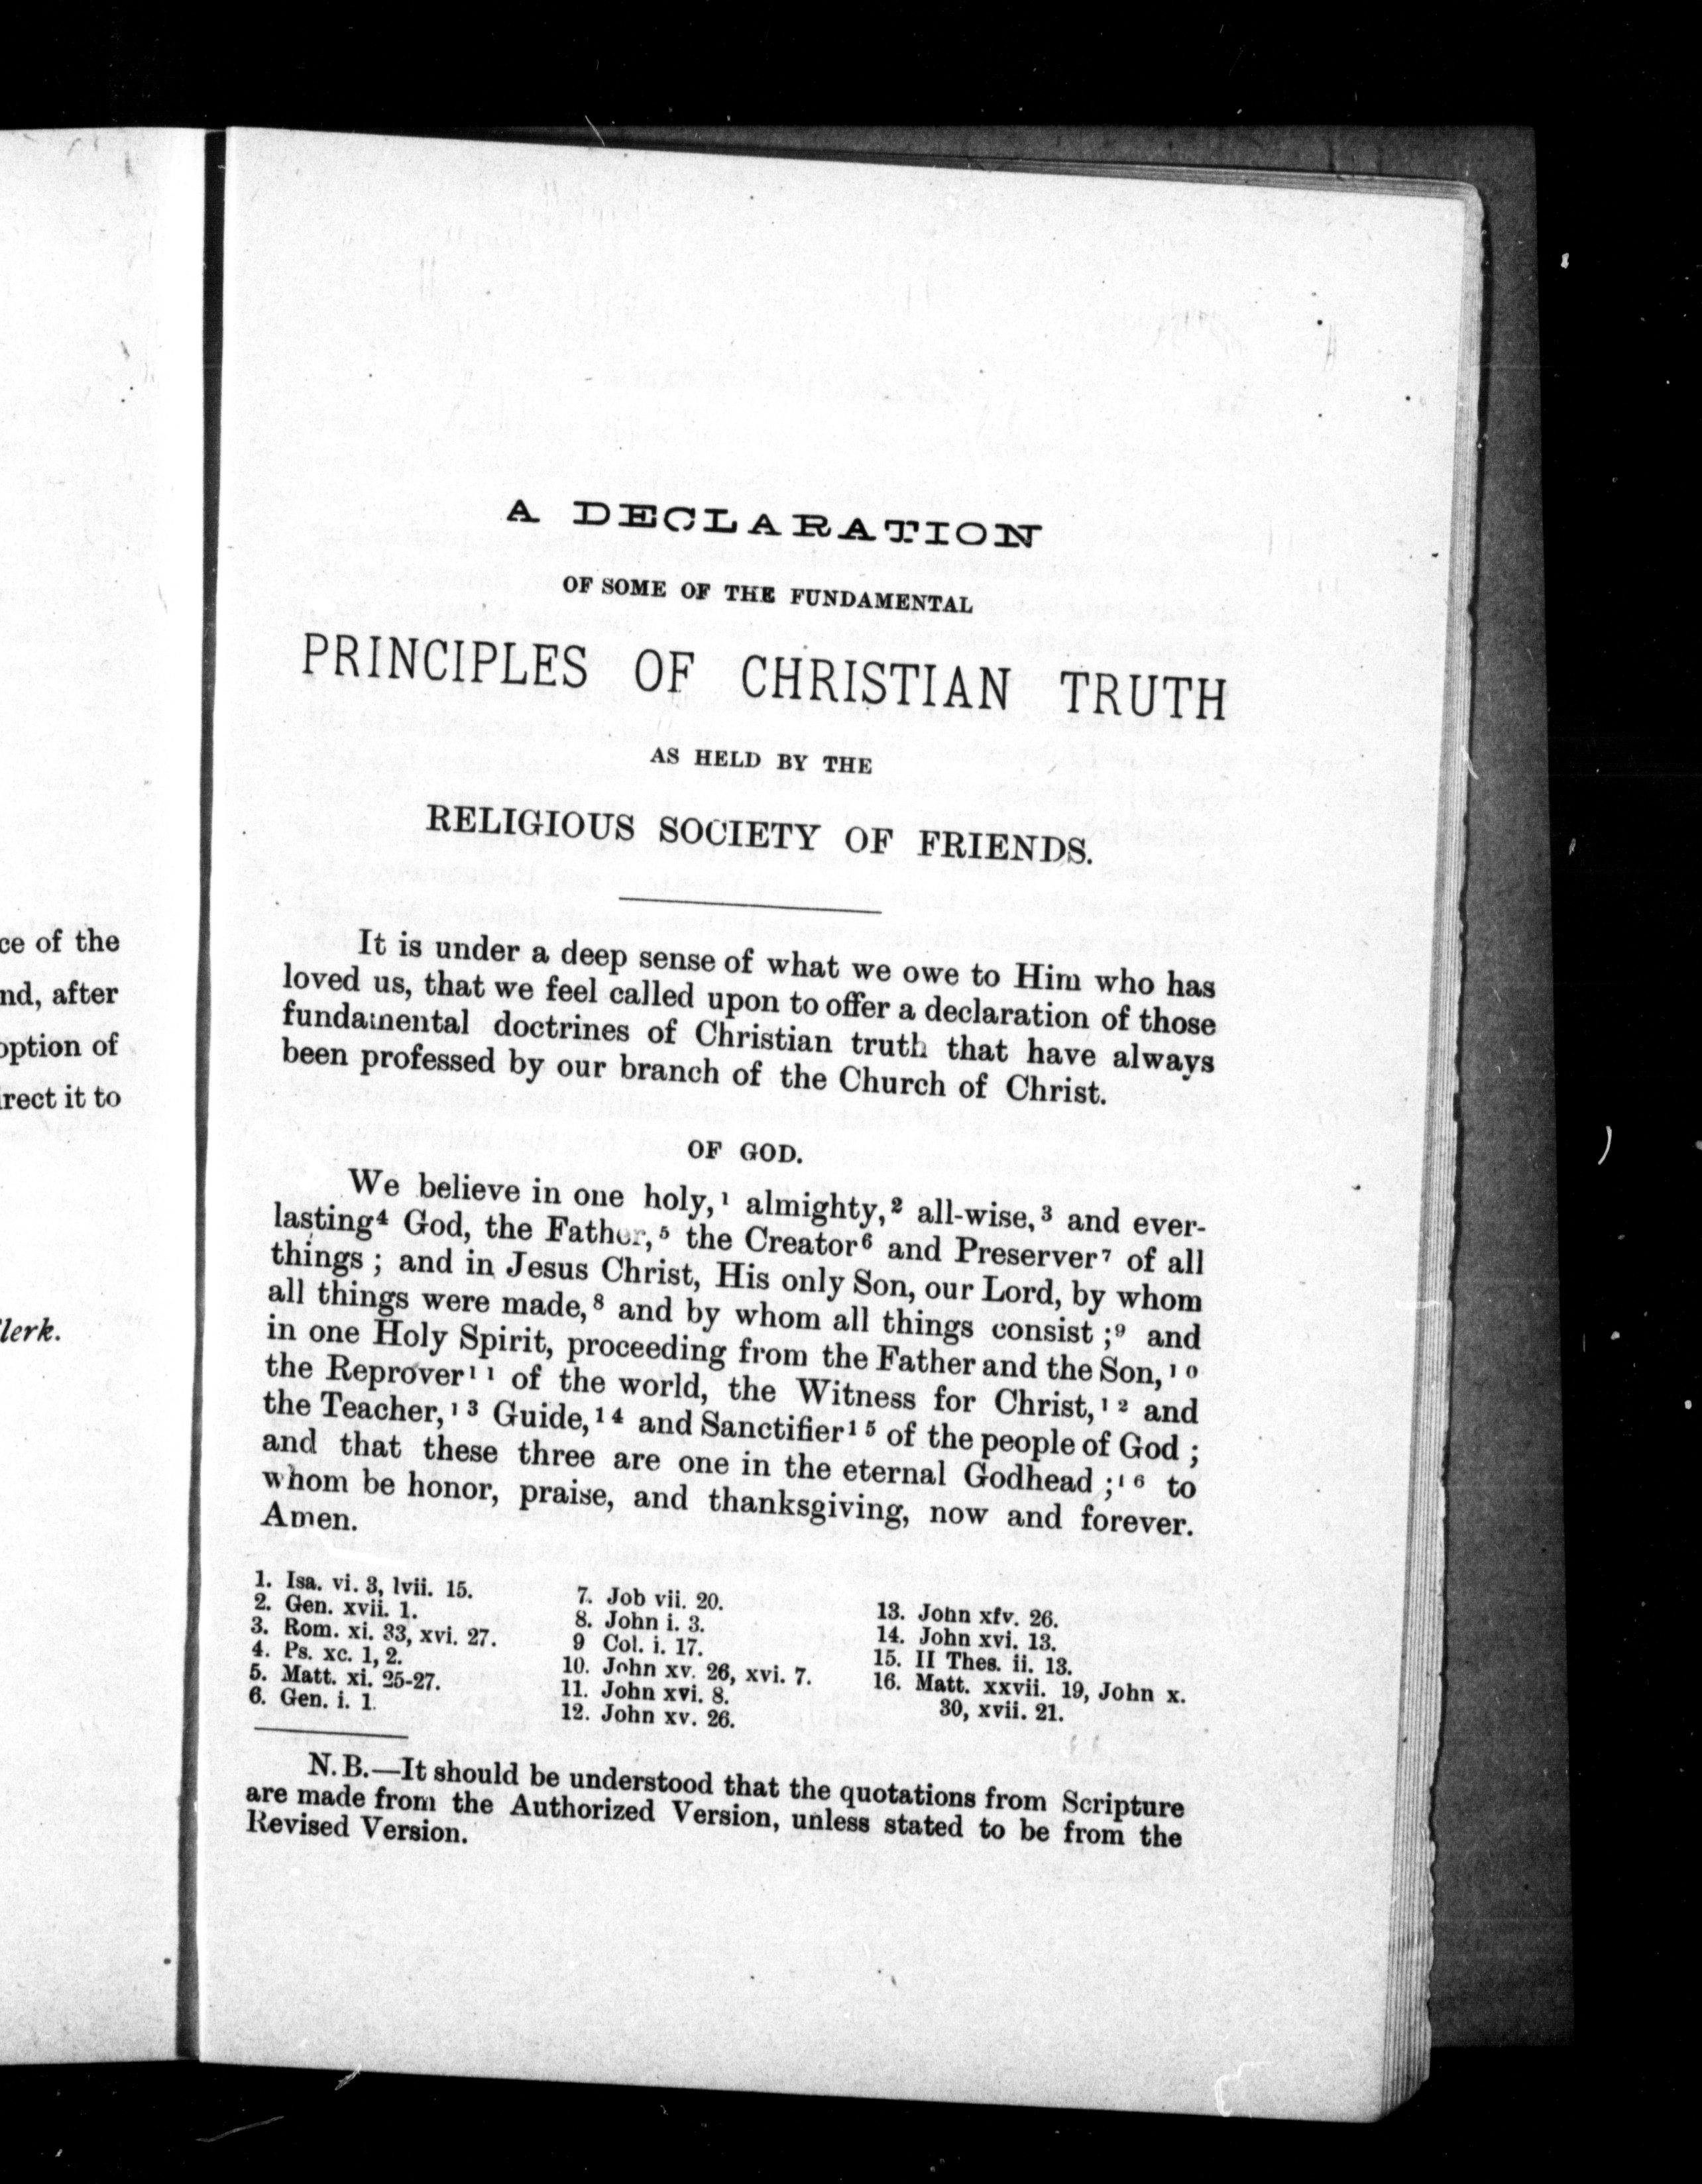 ce of the
nd, after
option of
irect it to
lerk.
A DECLARATION
OF SOME OF THE FUNDAMENTAL
PRINCIPLES OF CHRISTIAN TRUTH
AS HELD BY THE
RELIGIOUS SOCIETY OF FRIENDS.
It is under a deep sense of what we owe to Him who has
loved us, that we feel called upon to offer a declaration of those
fundamental doctrines of Christian truth that have always
been professed by our branch of the Church of Christ.
OF GOD.
We believe in one holy,¹ almighty,² all-wise,³ and ever-
lasting⁴ God, the Father,⁵ the Creator⁶ and Preserver⁷ of all
things ; and in Jesus Christ, His only Son, our Lord, by whom
all things were made,⁸ and by whom all things consist ;⁹ and
in one Holy Spirit, proceeding from the Father and the Son,¹⁰
the Reprover¹¹ of the world, the Witness for Christ,¹² and
the Teacher,¹³ Guide,¹⁴ and Sanctifier¹⁵ of the people of God ;
and that these three are one in the eternal Godhead ;¹⁶ to
whom be honor, praise, and thanksgiving, now and forever.
Amen.
1. Isa. vi. 3, lvii. 15.
2. Gen. xvii. 1.
3. Rom. xi. 33, xvi. 27.
4. Ps. xc. 1, 2.
5. Matt. xi. 25-27.
6. Gen. i. 1.
7. Job vii. 20.
8. John i. 3.
9 Col. i. 17.
10. John xv. 26, xvi. 7.
11. John xvi. 8.
12. John xv. 26.
13. John xiv. 26.
14. John xvi. 13.
15. II Thes. ii. 13.
16. Matt. xxvii. 19, John x.
30, xvii. 21.
N.B.—It should be understood that the quotations from Scripture
are made from the Authorized Version, unless stated to be from the
Revised Version.